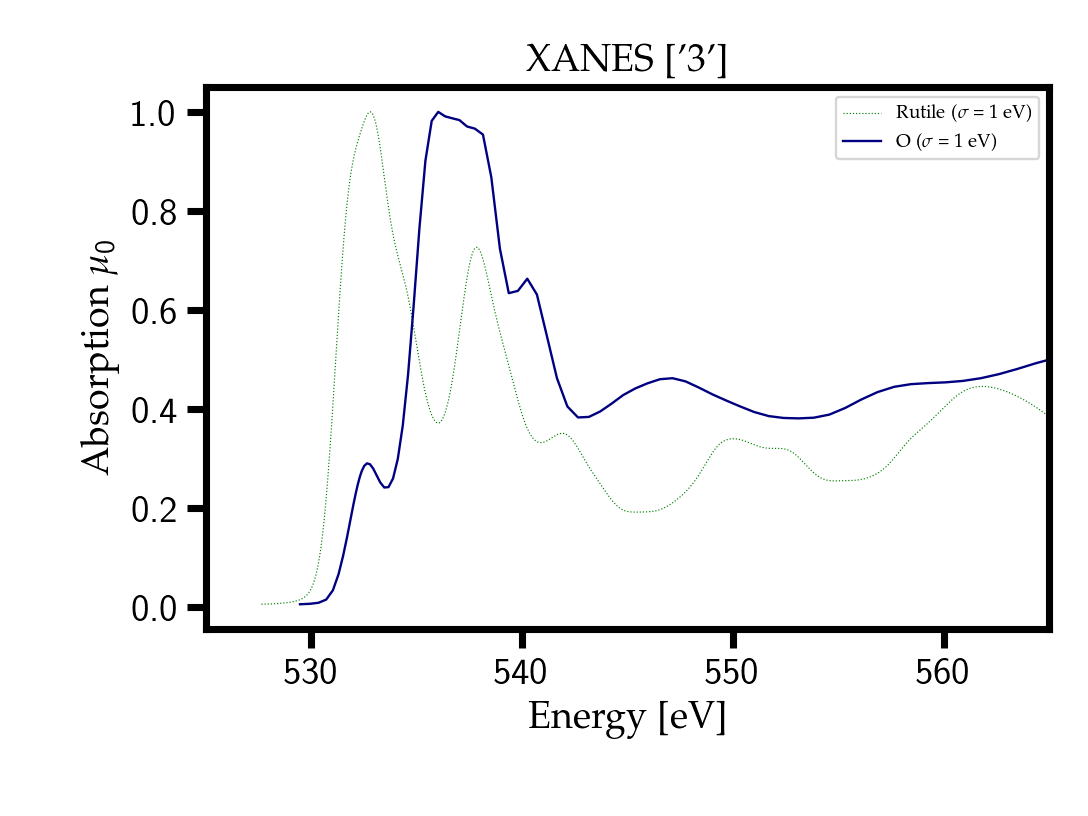 XANES ['3']
Rutile (σ = 1 eV)
O (σ = 1 eV)
Absorption μ₀
1.0
0.8
0.6
0.4
0.2
0.0
530 540 550 560
Energy [eV]